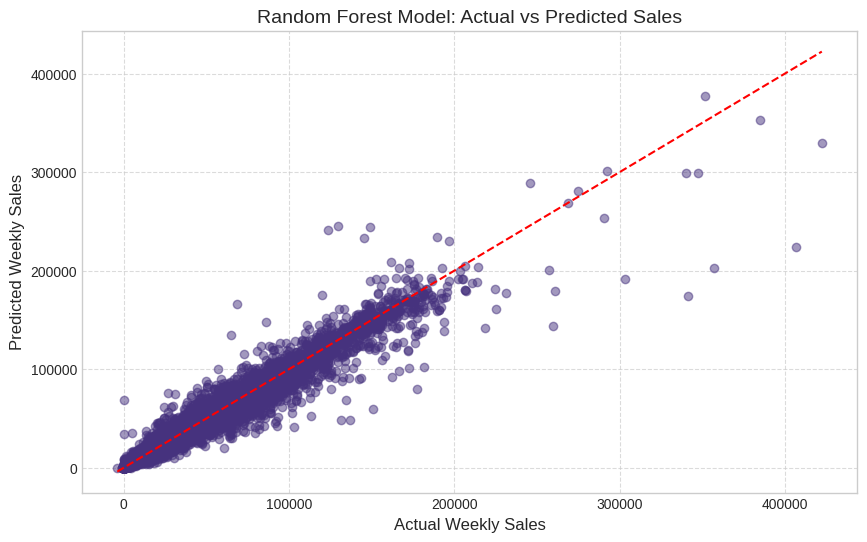 Random Forest Model: Actual vs Predicted Sales
Predicted Weekly Sales
400000
300000
200000
100000
0
0 100000 200000 300000 400000
Actual Weekly Sales